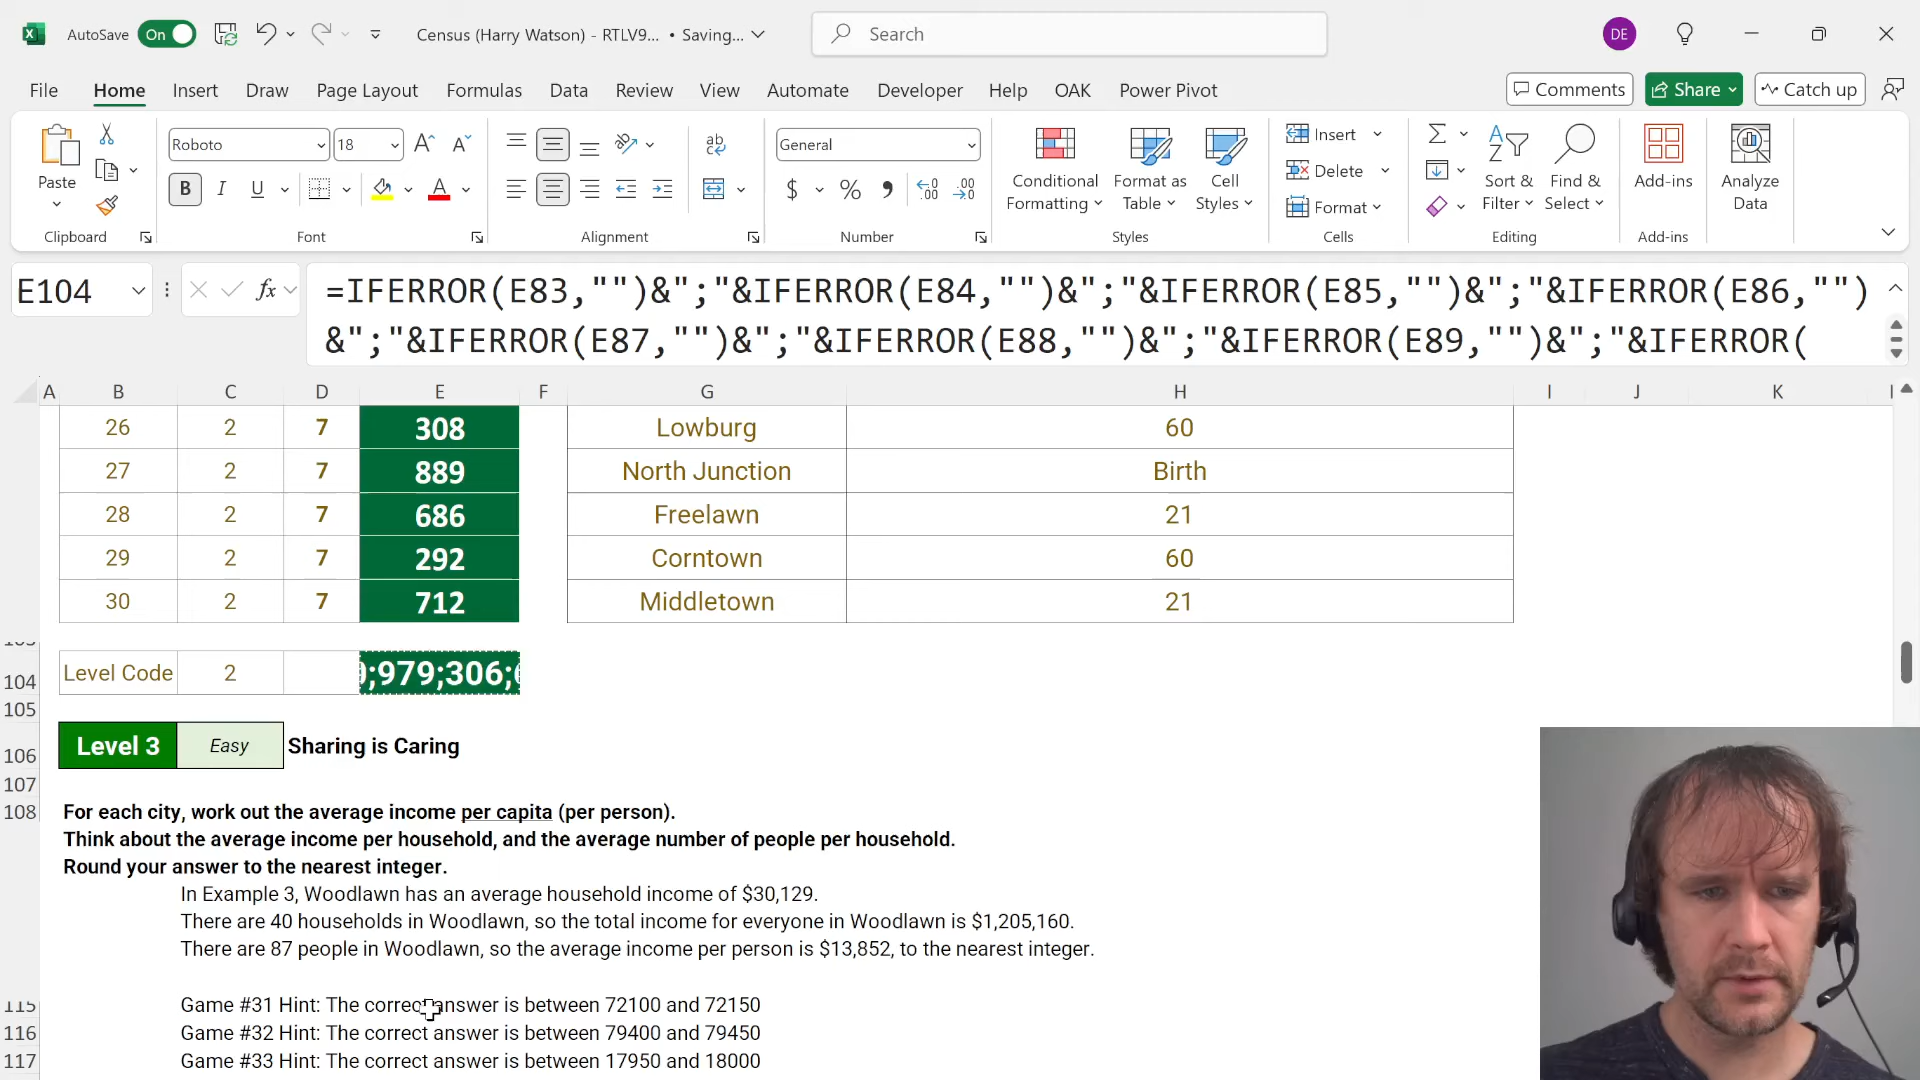 AutoSave On Census (Harry Watson) - RTLV9... • Saving... Search DE
File Home Insert Draw Page Layout Formulas Data Review View Automate Developer Help OAK Power Pivot Comments Share Catch up
Paste
Clipboard
Roboto 18
B I U A
Font
ab
Alignment
General
$ % , .00 .00
Number
Conditional Formatting
Format as Table
Cell Styles
Styles
Insert
Delete
Format
Cells
Sort & Filter
Find & Select
Editing
Add-ins
Add-ins
Analyze Data
E104 fx =IFERROR(E83,"")&";"&IFERROR(E84,"")&";"&IFERROR(E85,"")&";"&IFERROR(E86,"")
&";"&IFERROR(E87,"")&";"&IFERROR(E88,"")&";"&IFERROR(E89,"")&";"&IFERROR(
A B C D E F G H I J K
26 2 7 308 Lowburg 60
27 2 7 889 North Junction Birth
28 2 7 686 Freelawn 21
29 2 7 292 Corntown 60
30 2 7 712 Middletown 21
104 Level Code 2 ;979;306;
105
106 Level 3 Easy Sharing is Caring
107
108 For each city, work out the average income per capita (per person).
Think about the average income per household, and the average number of people per household.
Round your answer to the nearest integer.
In Example 3, Woodlawn has an average household income of $30,129.
There are 40 households in Woodlawn, so the total income for everyone in Woodlawn is $1,205,160.
There are 87 people in Woodlawn, so the average income per person is $13,852, to the nearest integer.
115 Game #31 Hint: The correct answer is between 72100 and 72150
116 Game #32 Hint: The correct answer is between 79400 and 79450
117 Game #33 Hint: The correct answer is between 17950 and 18000